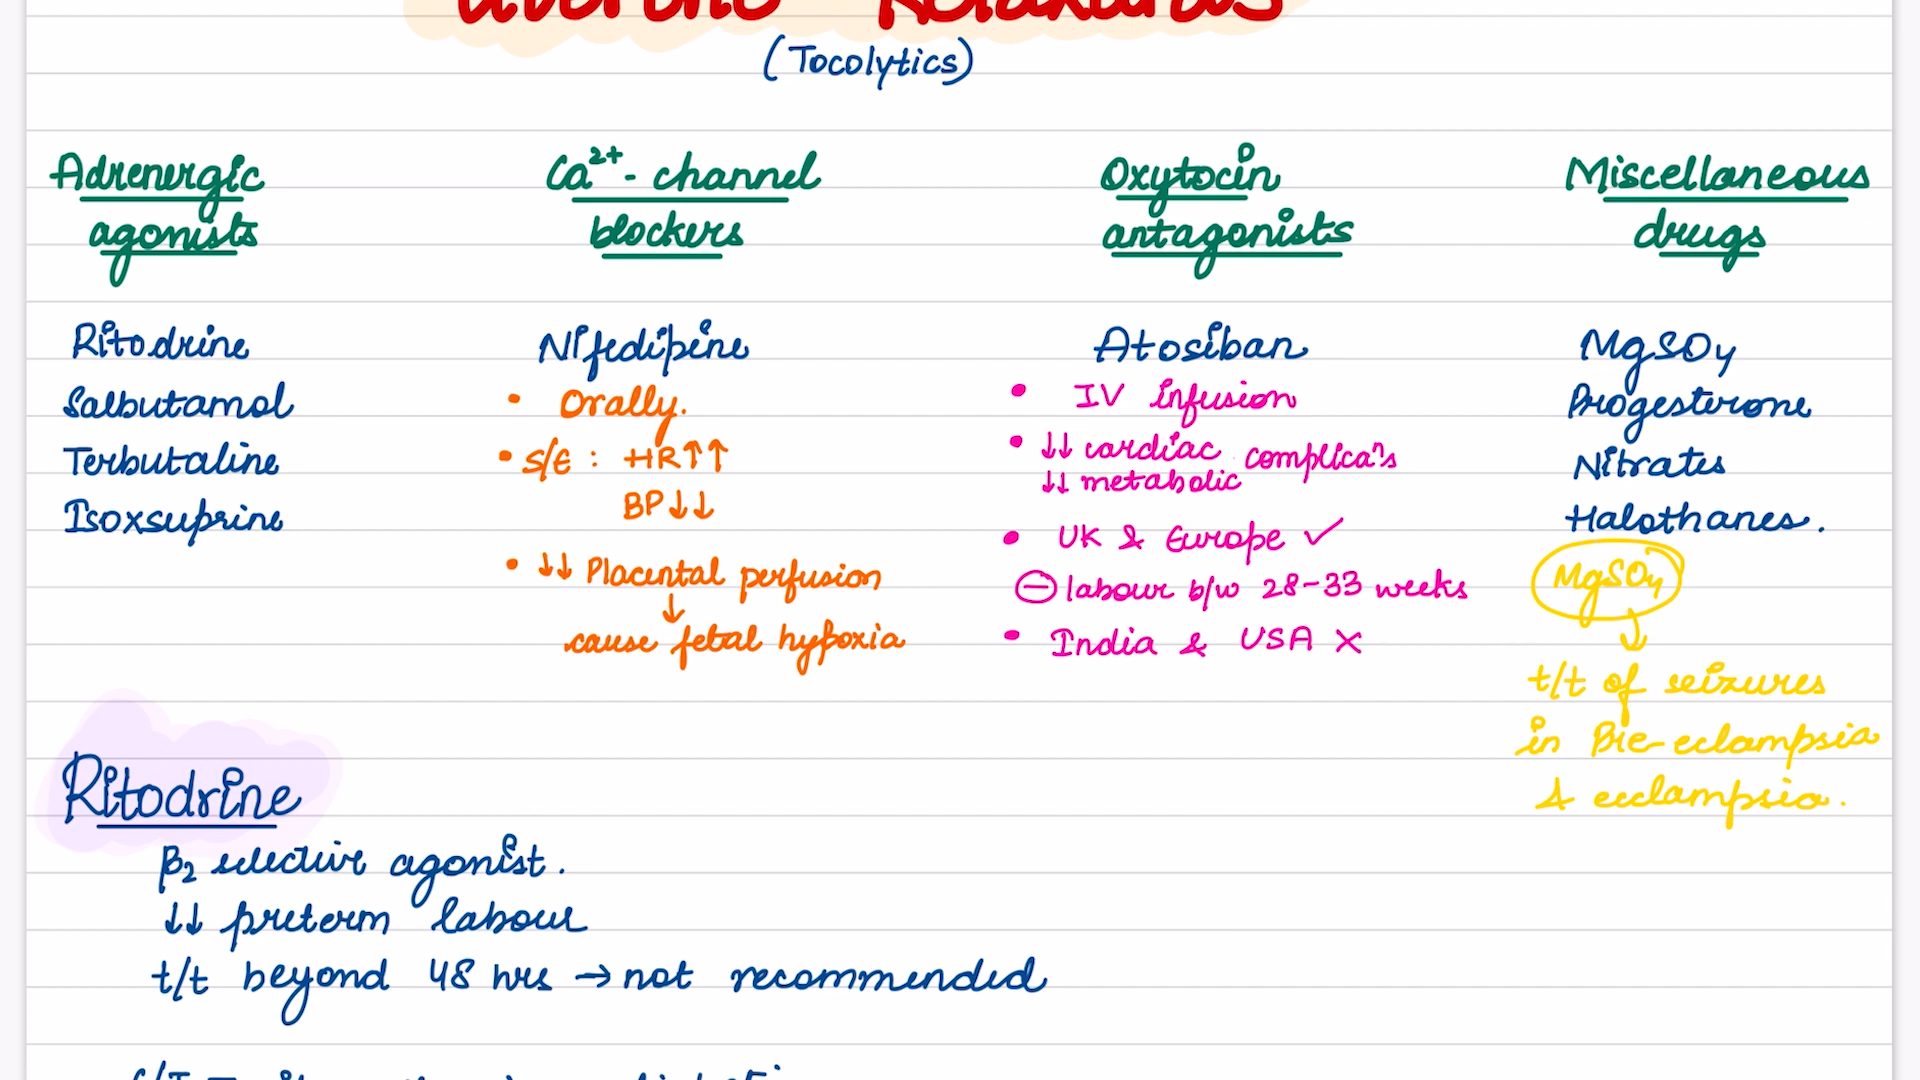 Uterine Relaxants
(Tocolytics)
Adrenergic
agonists
Ritodrine
Salbutamol
Terbutaline
Isoxsuprine
Ca²⁺- channel
blockers
Nifedipine
• Orally.
• S/E : HR↑↑
BP↓↓
• ↓↓ Placental perfusion
↓
cause fetal hypoxia
Oxytocin
antagonists
Atosiban
• IV infusion
• ↓↓ cardiac complica's
↓↓ metabolic
• UK & Europe ✓
⊖ labour b/w 28-33 weeks
• India & USA X
Miscellaneous
drugs
MgSO4
Progesterone
Nitrates
Halothanes.
MgSO4
↓
t/t of seizures
in Pre-eclampsia
& ecclampsia.
Ritodrine
β2 selective agonist.
↓↓ preterm labour
t/t beyond 48 hrs → not recommended